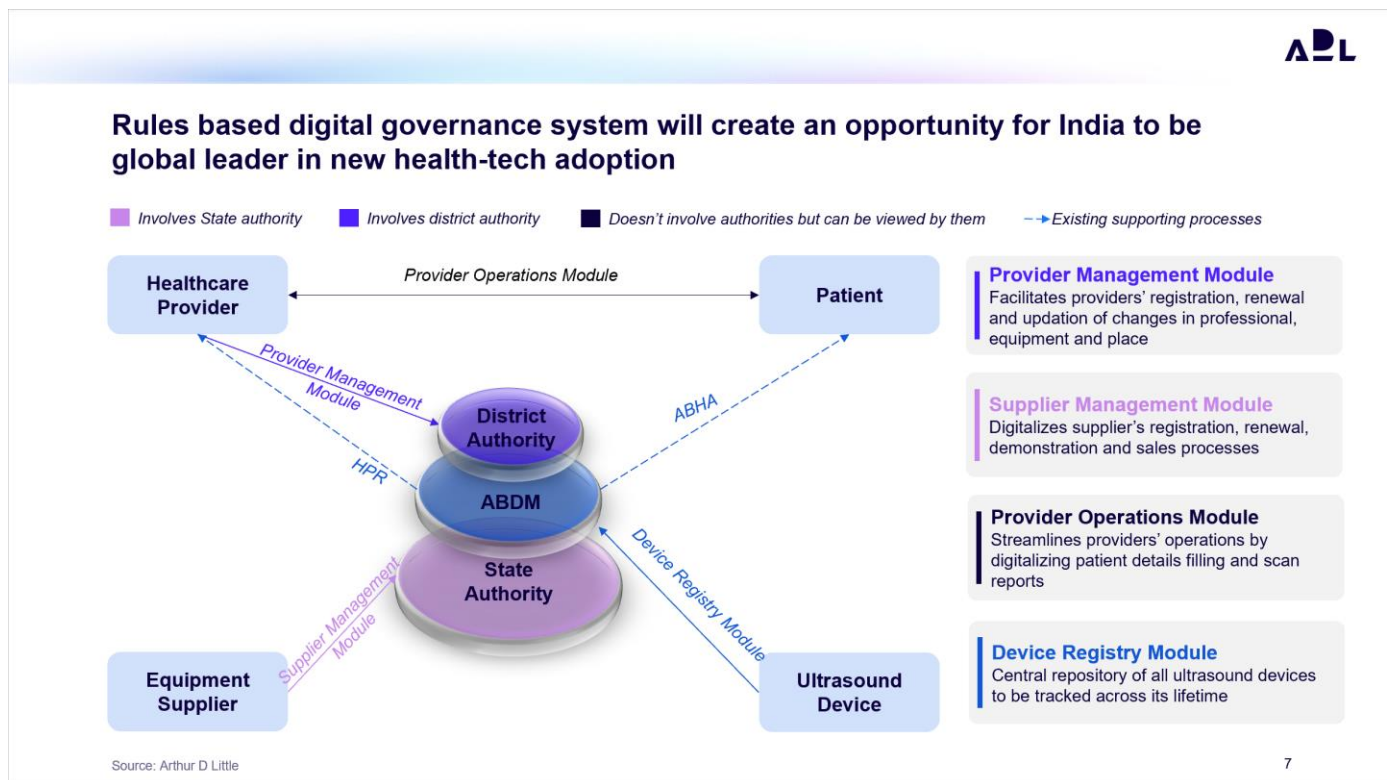 ADL
Rules based digital governance system will create an opportunity for India to be
global leader in new health-tech adoption
Involves State authority
Involves district authority
Doesn’t involve authorities but can be viewed by them
Existing supporting processes
Healthcare
Provider
Provider Operations Module
Patient
Provider Management
Module
HPR
ABHA
District
Authority
ABDM
State
Authority
Supplier Management
Module
Device Registry Module
Equipment
Supplier
Ultrasound
Device
Provider Management Module
Facilitates providers’ registration, renewal
and updation of changes in professional,
equipment and place
Supplier Management Module
Digitalizes supplier’s registration, renewal,
demonstration and sales processes
Provider Operations Module
Streamlines providers’ operations by
digitalizing patient details filling and scan
reports
Device Registry Module
Central repository of all ultrasound devices
to be tracked across its lifetime
Source: Arthur D Little
7